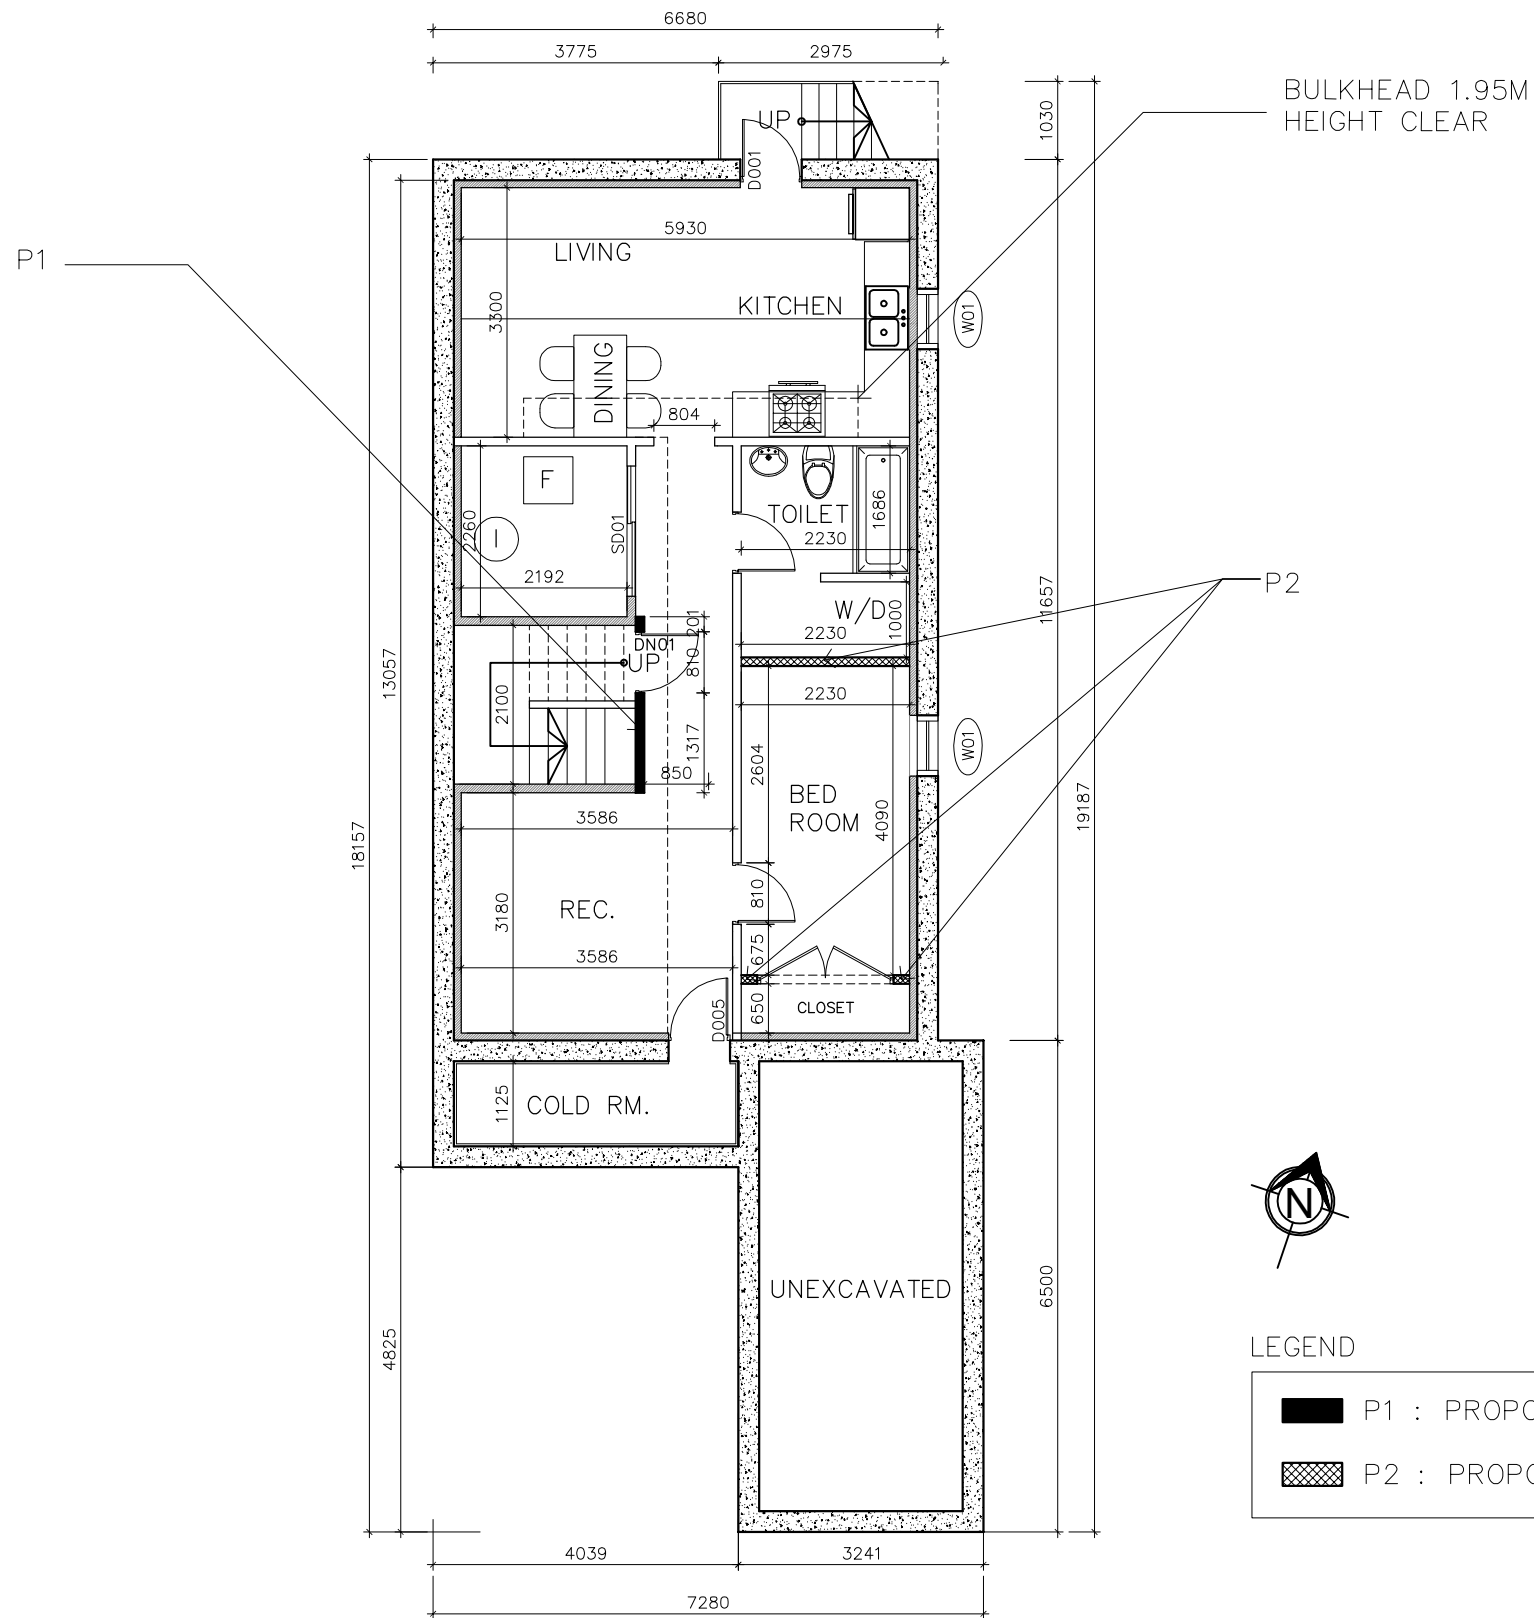 6680
3775
2975
BULKHEAD 1.95M
HEIGHT CLEAR
1030
UP
D001
P1
5930
LIVING
KITCHEN
3300
W01
DINING
804
F
TOILET
1686
2260
I
SD01
2230
2192
P2
W/D
1000
11657
201
2230
DN01
UP
810
13057
2100
2230
1317
W01
850
2604
BED
ROOM
4090
19187
18157
3586
810
REC.
3180
675
3586
650
CLOSET
D005
1125
COLD RM.
N
UNEXCAVATED
6500
4825
LEGEND
P1 : PROPO
P2 : PROPO
4039
3241
7280